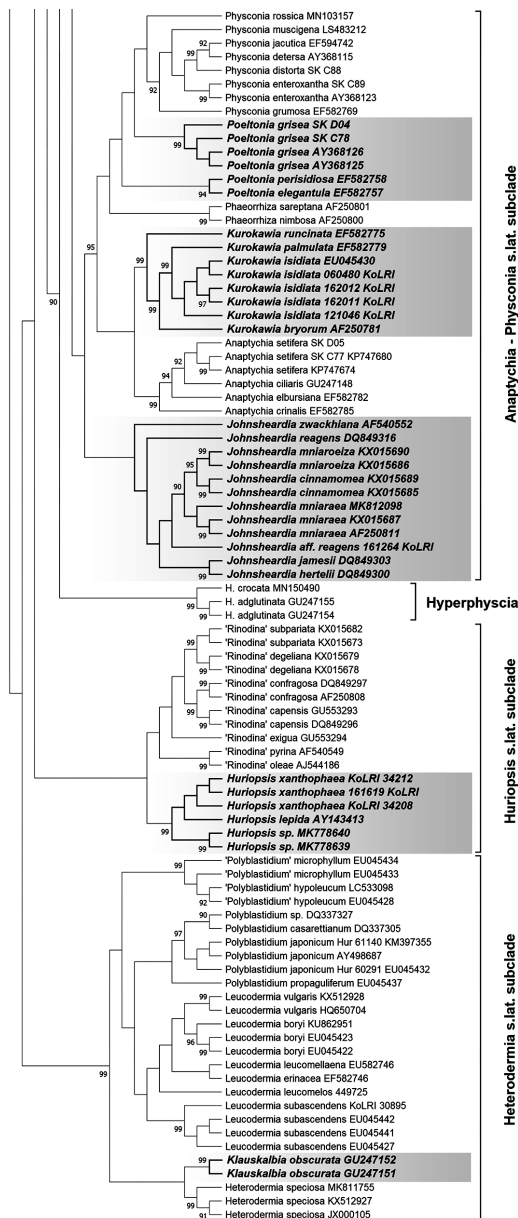 Physconia rossica MN103157
Physconia muscigena LS483212
92
Physconia jacutica EF594742
99
Physconia detersa AY368115
Physconia distorta SK C88
Physconia enteroxantha SK C89
92
99
Physconia enteroxantha AY368123
Physconia grumosa EF582769
Poeltonia grisea SK D04
99
Poeltonia grisea SK C78
Poeltonia grisea AY368126
Poeltonia grisea AY368125
Poeltonia perisidiosa EF582758
94
Poeltonia elegantula EF582757
Phaeorrhiza sareptana AF250801
99
Phaeorrhiza nimbosa AF250800
95
Kurokawia runcinata EF582775
Kurokawia palmulata EF582779
99
99
Kurokawia isidiata EU045430
Kurokawia isidiata 060480 KoLRI
90
Kurokawia isidiata 162012 KoLRI
97
Kurokawia isidiata 162011 KoLRI
Kurokawia isidiata 121046 KoLRI
Kurokawia bryorum AF250781
Anaptychia setifera SK D05
92
Anaptychia setifera SK C77 KP747680
99
Anaptychia setifera KP747674
94
Anaptychia ciliaris GU247148
Anaptychia elbursiana EF582782
99
Anaptychia crinalis EF582785
Johnsheardia zwackhiana AF540552
Johnsheardia reagens DQ849316
99
Johnsheardia mniaroeiza KX015690
95
Johnsheardia mniaroeiza KX015686
90
Johnsheardia cinnamomea KX015689
99
Johnsheardia cinnamomea KX015685
Johnsheardia mniaraea MK812098
Johnsheardia mniaraea KX015687
99
Johnsheardia mniaraea AF250811
Johnsheardia aff. reagens 161264 KoLRI
Johnsheardia jamesii DQ849303
99
Johnsheardia hertelii DQ849300
Anaptychia - Physconia s.lat. subclade
H. crocata MN150490
99
H. adglutinata GU247155
99
H. adglutinata GU247154
Hyperphyscia
'Rinodina' subpariata KX015682
99
'Rinodina' subpariata KX015673
'Rinodina' degeliana KX015679
99
'Rinodina' degeliana KX015678
'Rinodina' confragosa DQ849297
99
'Rinodina' confragosa AF250808
'Rinodina' capensis GU553293
99
'Rinodina' capensis DQ849296
'Rinodina' exigua GU553294
'Rinodina' pyrina AF540549
99
'Rinodina' oleae AJ544186
Huriopsis xanthophaea KoLRI 34212
Huriopsis xanthophaea 161619 KoLRI
Huriopsis xanthophaea KoLRI 34208
99
Huriopsis lepida AY143413
Huriopsis sp. MK778640
99
Huriopsis sp. MK778639
Huriopsis s.lat. subclade
'Polyblastidium' microphyllum EU045434
99
'Polyblastidium' microphyllum EU045433
'Polyblastidium' hypoleucum LC533098
92
'Polyblastidium' hypoleucum EU045428
90
Polyblastidium sp. DQ337327
97
Polyblastidium casarettianum DQ337305
Polyblastidium japonicum Hur 61140 KM397355
Polyblastidium japonicum AY498687
Polyblastidium japonicum Hur 60291 EU045432
Polyblastidium propaguliferum EU045437
99
Leucodermia vulgaris KX512928
Leucodermia vulgaris HQ650704
Leucodermia boryi KU862951
96
Leucodermia boryi EU045423
99
Leucodermia boryi EU045422
99
Leucodermia leucomellaena EU582746
Leucodermia erinacea EF582746
Leucodermia leucomelos 449725
Leucodermia subascendens KoLRI 30895
Leucodermia subascendens EU045442
99
Leucodermia subascendens EU045441
Leucodermia subascendens EU045427
99
Klauskalbia obscurata GU247152
Klauskalbia obscurata GU247151
Heterodermia speciosa MK811755
99
Heterodermia speciosa KX512927
91
Heterodermia speciosa JX000105
Heterodermia s.lat. subclade